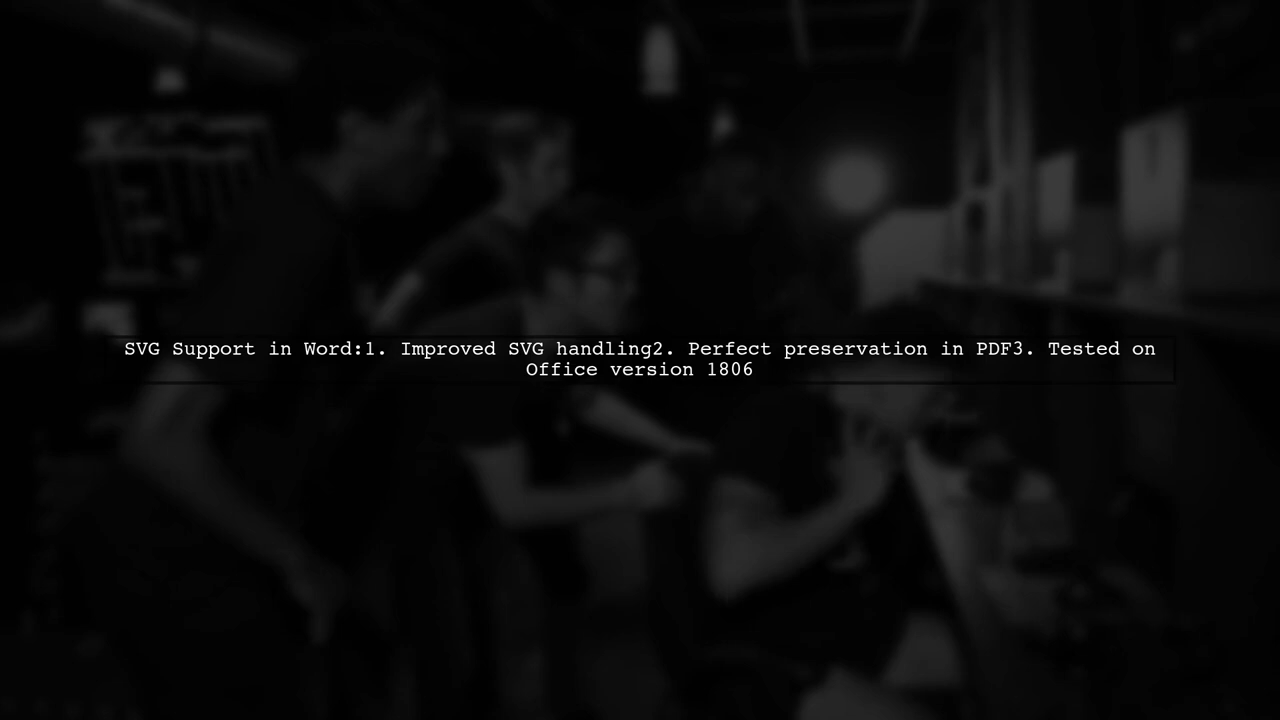 SVG Support in Word:1. Improved SVG handling2. Perfect preservation in PDF3. Tested on
Office version 1806